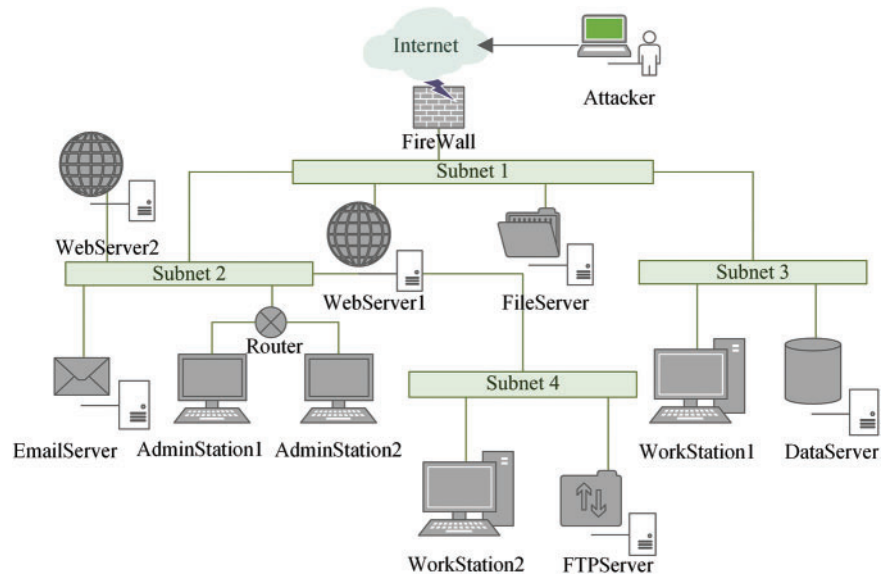 Internet
Attacker
FireWall
Subnet 1
WebServer2
Subnet 2
WebServer1
FileServer
Subnet 3
Router
Subnet 4
EmailServer
AdminStation1
AdminStation2
WorkStation1
DataServer
WorkStation2
FTPServer